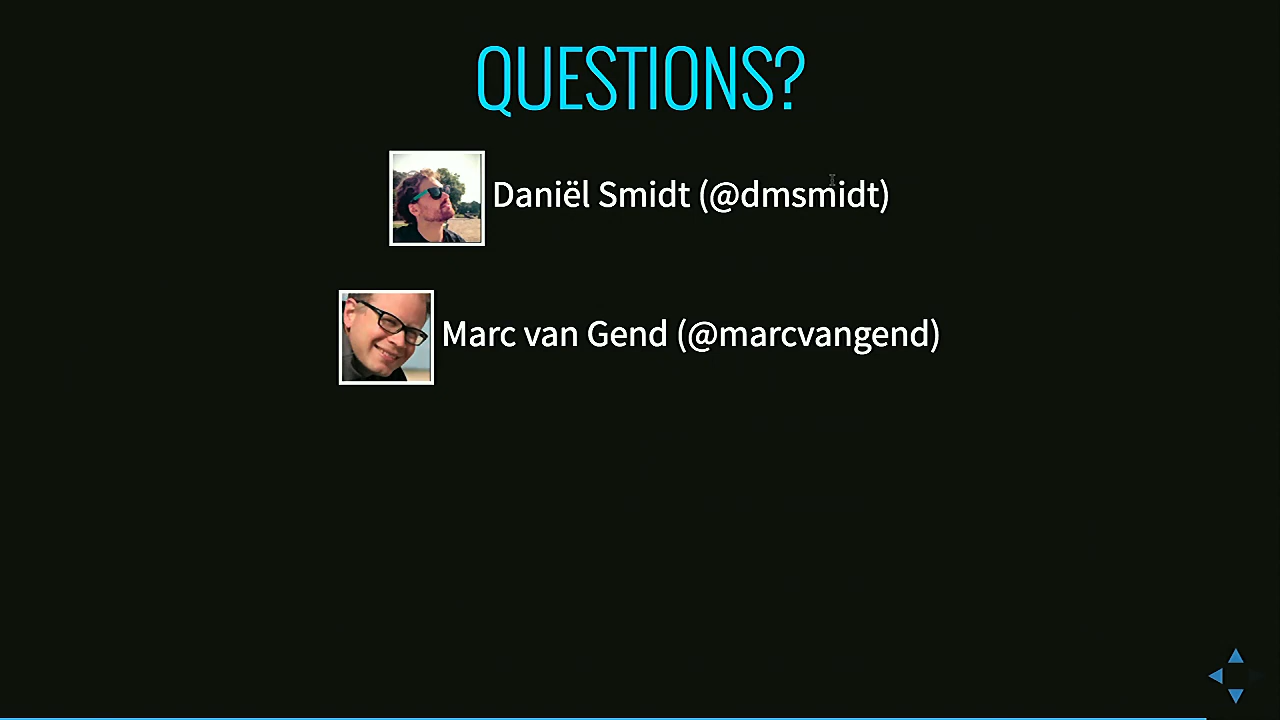 QUESTIONS?
Daniël Smidt (@dmsmidt)
Marc van Gend (@marcvangend)